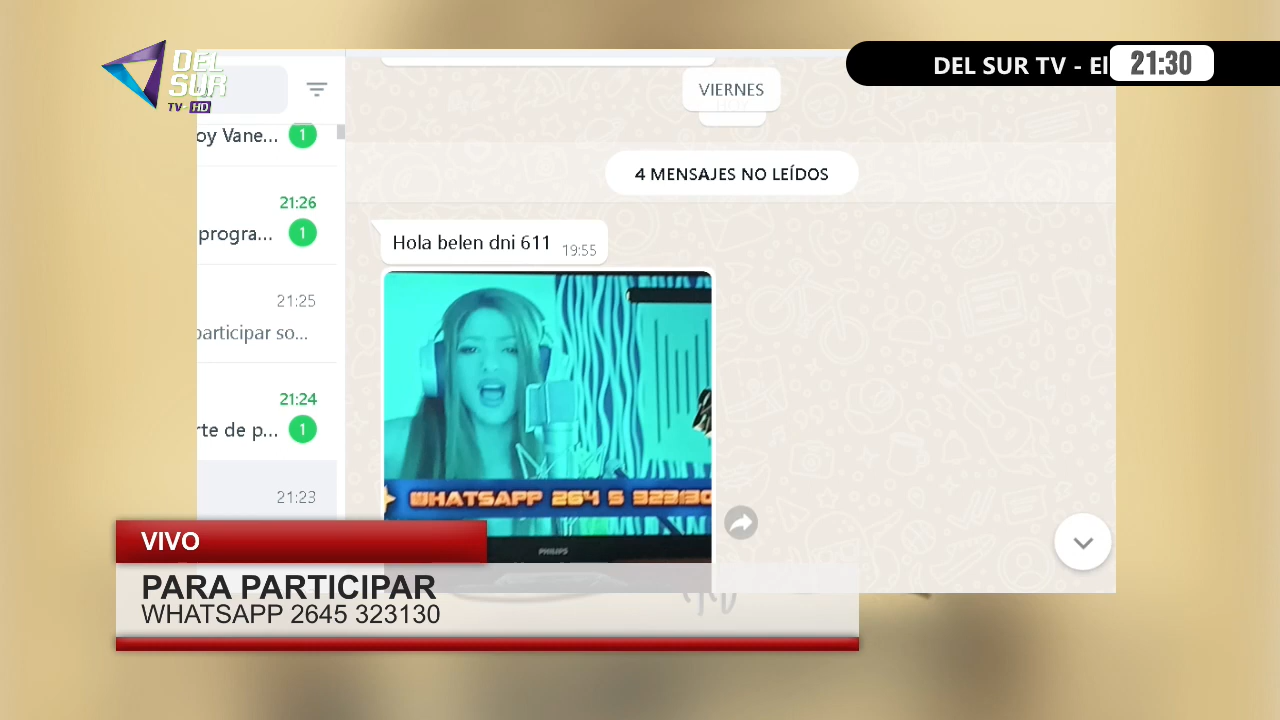 DEL
SUR
TV - HD
DEL SUR TV - El
21:30
VIERNES
HOY
4 MENSAJES NO LEÍDOS
oy Vane...
1
21:26
progra...
1
21:25
participar so...
21:24
rte de p...
1
21:23
Hola belen dni 611
19:55
WHATSAPP 264 5 323130
PHILIPS
VIVO
PARA PARTICIPAR
WHATSAPP 2645 323130